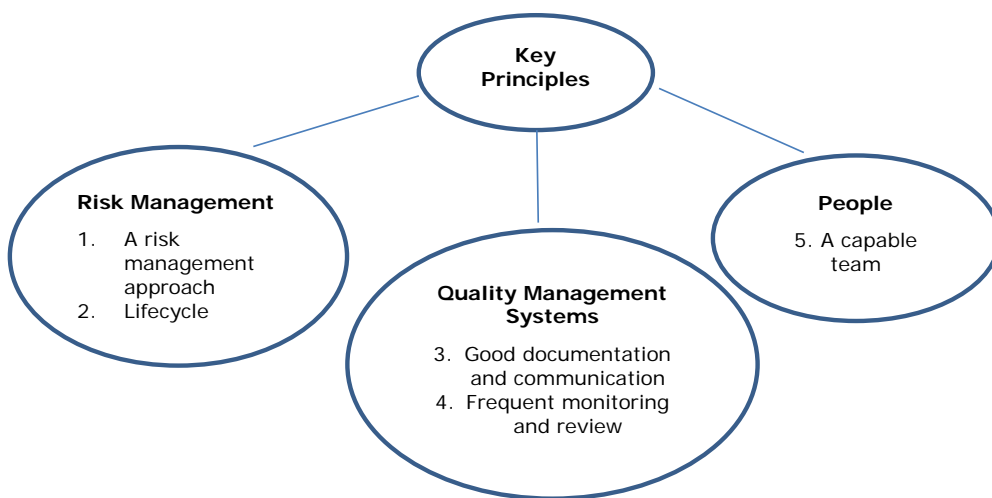 Key
Principles
Risk Management
1. A risk
management
approach
2. Lifecycle
Quality Management
Systems
3. Good documentation
and communication
4. Frequent monitoring
and review
People
5. A capable
team